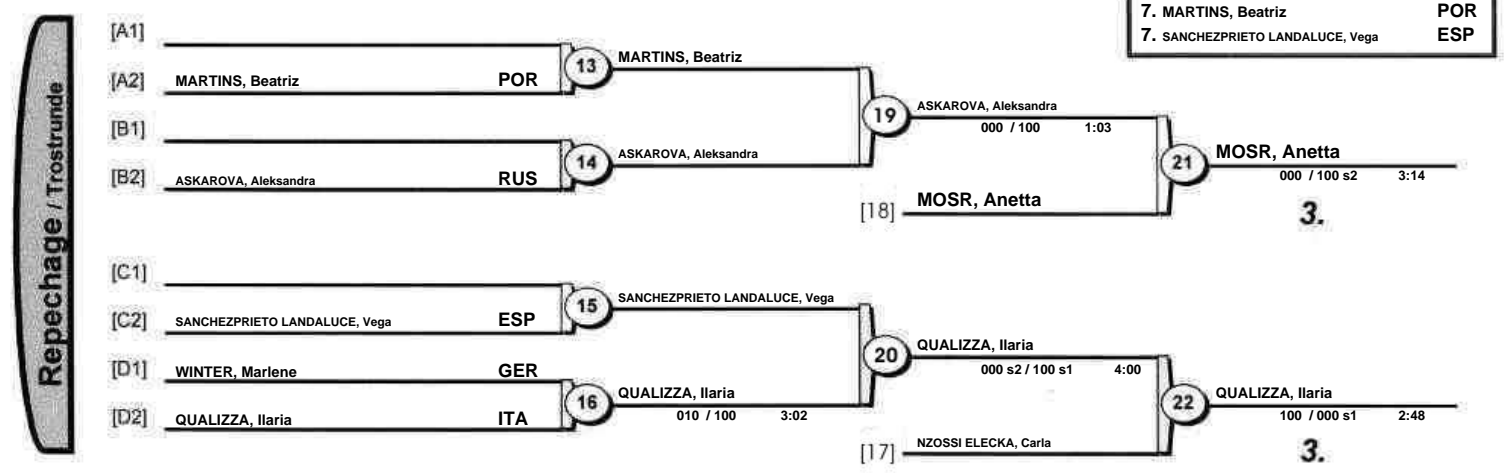 7. MARTINS, Beatriz POR
7. SANCHEZPRIETO LANDALUCE, Vega ESP
Repechage / Trostrunde
[A1]
[A2] MARTINS, Beatriz POR
13 MARTINS, Beatriz
[B1]
[B2] ASKAROVA, Aleksandra RUS
14 ASKAROVA, Aleksandra
19 ASKAROVA, Aleksandra
000 / 100 1:03
[18] MOSR, Anetta
21 MOSR, Anetta
000 / 100 s2 3:14
3.
[C1]
[C2] SANCHEZPRIETO LANDALUCE, Vega ESP
15 SANCHEZPRIETO LANDALUCE, Vega
[D1] WINTER, Marlene GER
[D2] QUALIZZA, Ilaria ITA
16 QUALIZZA, Ilaria
010 / 100 3:02
20 QUALIZZA, Ilaria
000 s2 / 100 s1 4:00
[17] NZOSSI ELECKA, Carla
22 QUALIZZA, Ilaria
100 / 000 s1 2:48
3.